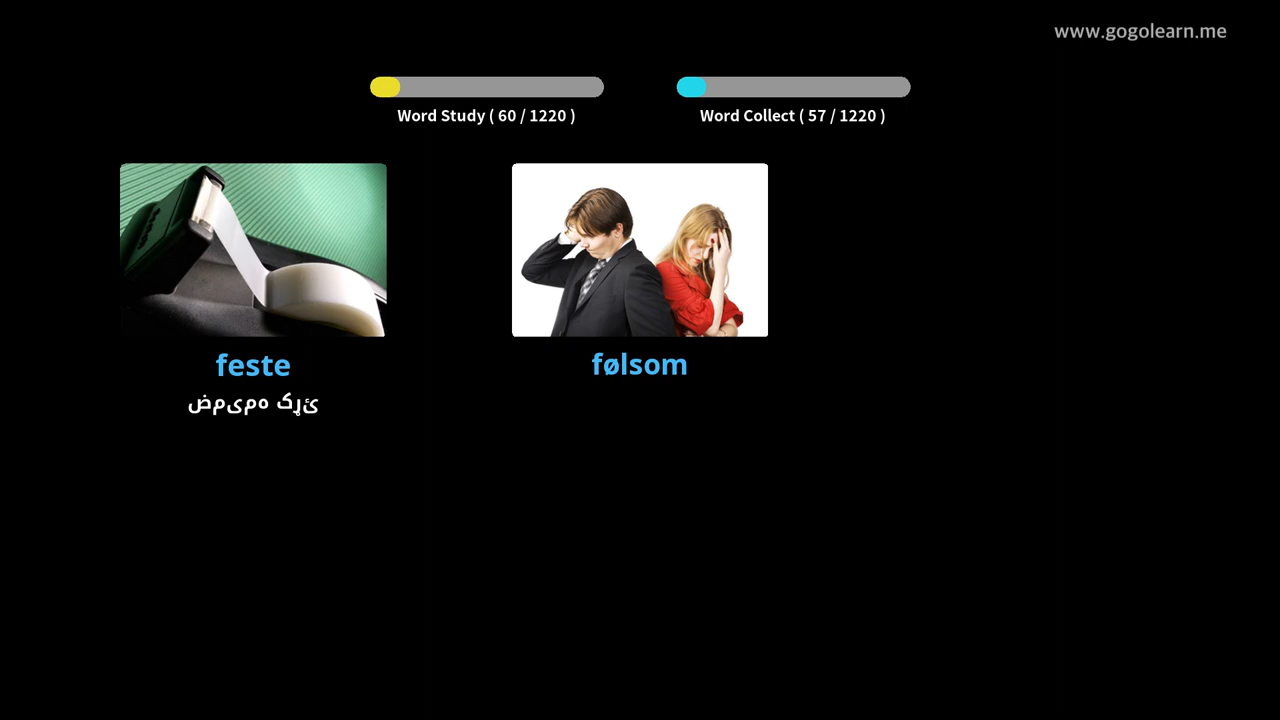 www.gogolearn.me
Word Study ( 60 / 1220 )
Word Collect ( 57 / 1220 )
feste
ضمیمه کړئ
følsom